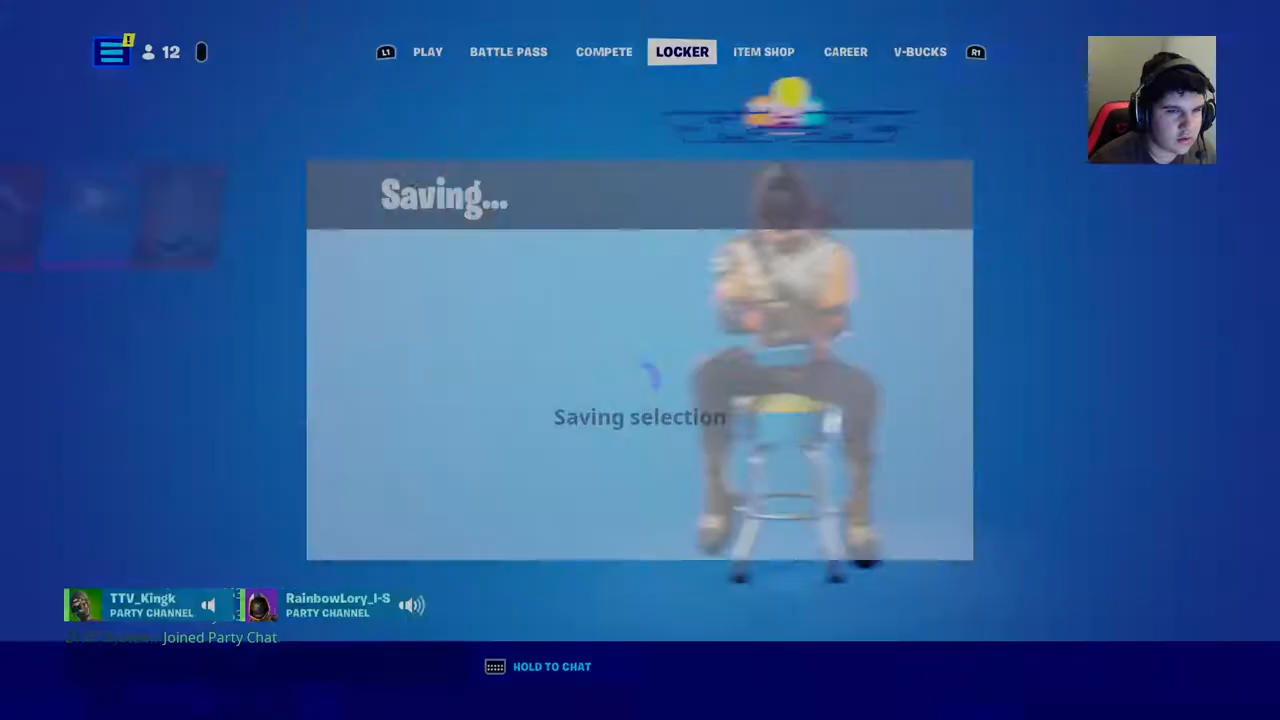 ! 12 L1 PLAY BATTLE PASS COMPETE LOCKER ITEM SHOP CAREER V-BUCKS R1
Saving...
Saving selection
TTV_Kingk
PARTY CHANNEL
RainbowLory_I-S
PARTY CHANNEL
Joined Party Chat
HOLD TO CHAT